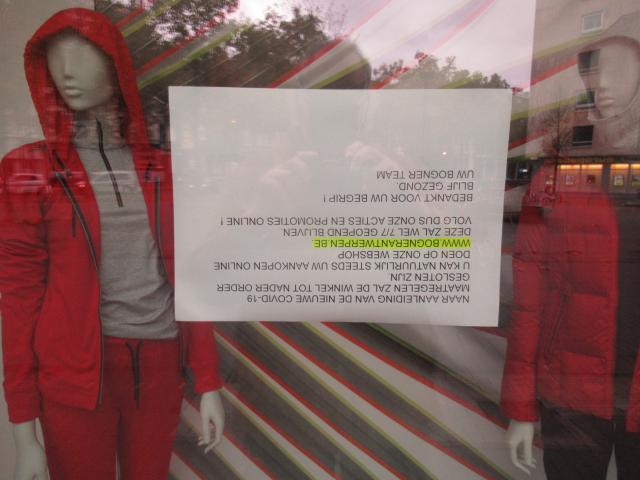 NAAR AANLEIDING VAN DE NIEUWE COVID-19
MAATREGELEN ZAL DE WINKEL TOT NADER ORDER
GESLOTEN ZIJN.
U KAN NATUURLIJK STEEDS UW AANKOPEN ONLINE
DOEN OP ONZE WEBSHOP
WWW.BOGNERANTWERPEN.BE
DEZE ZAL WEL 7/7 GEOPEND BLIJVEN.
VOLG DUS ONZE ACTIES EN PROMOTIES ONLINE !
BEDANKT VOOR UW BEGRIP !
BLIJF GEZOND.
UW BOGNER TEAM